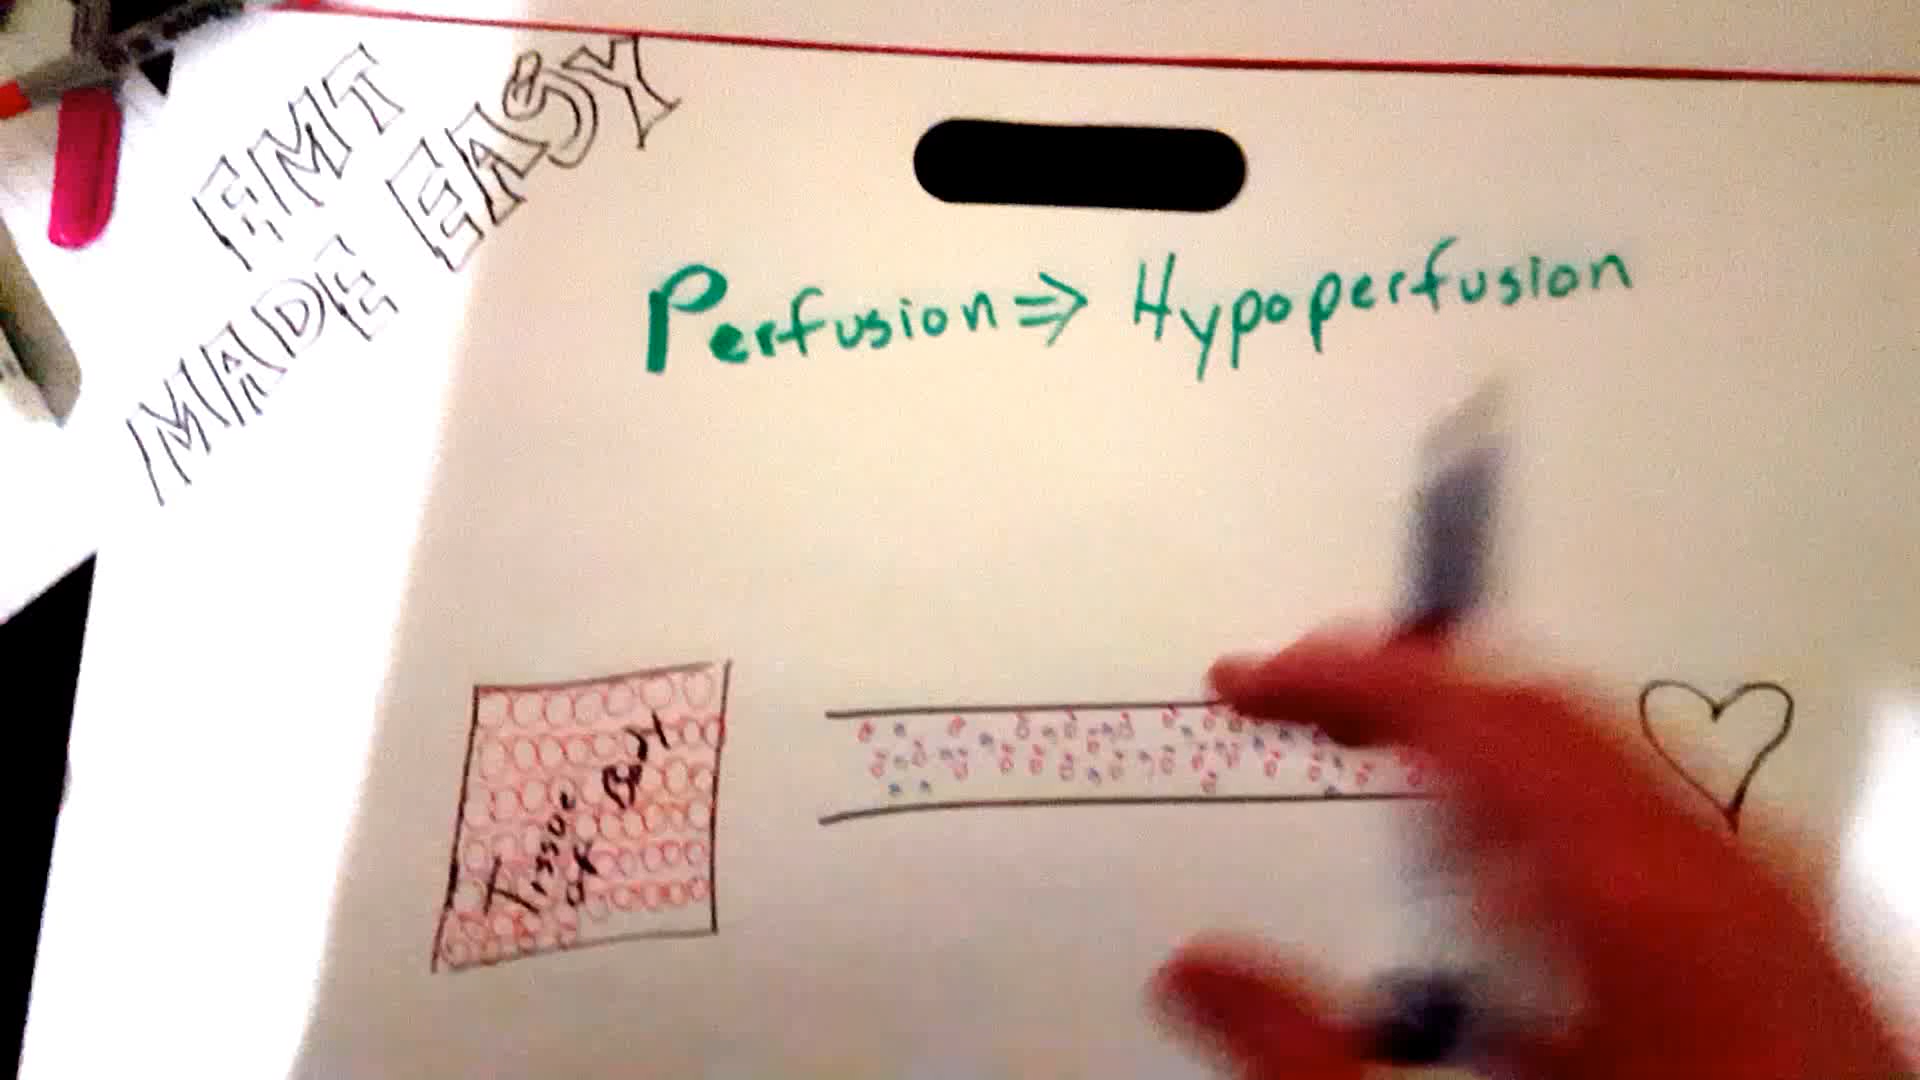 EMT
MADE EASY
Perfusion ⇒ Hypoperfusion
Tissue
of Body